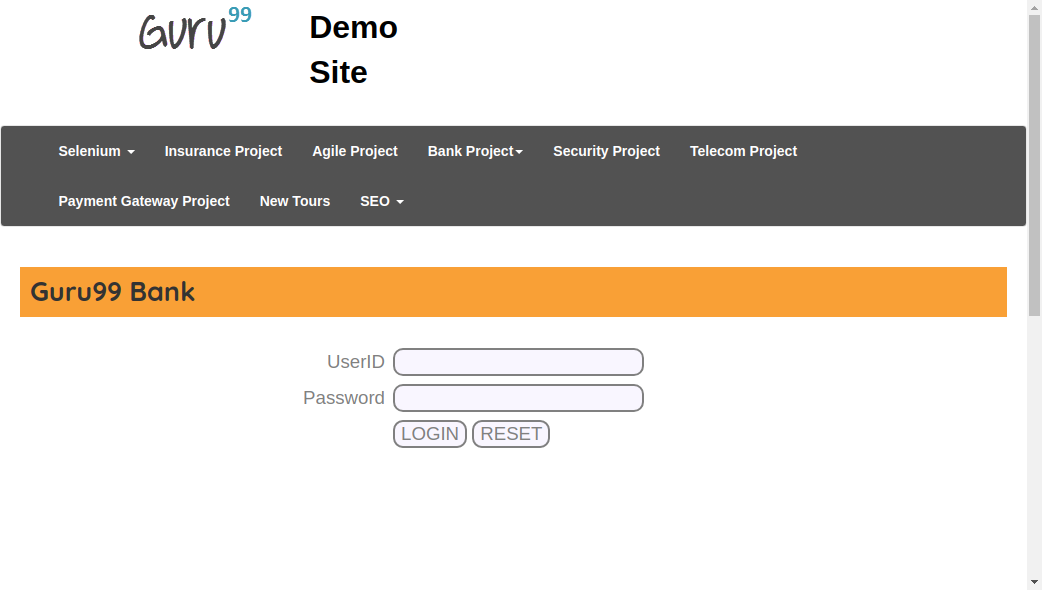 Guru99
Demo
Site
Selenium Insurance Project Agile Project Bank Project Security Project Telecom Project
Payment Gateway Project New Tours SEO
Guru99 Bank
UserID
Password
LOGIN RESET